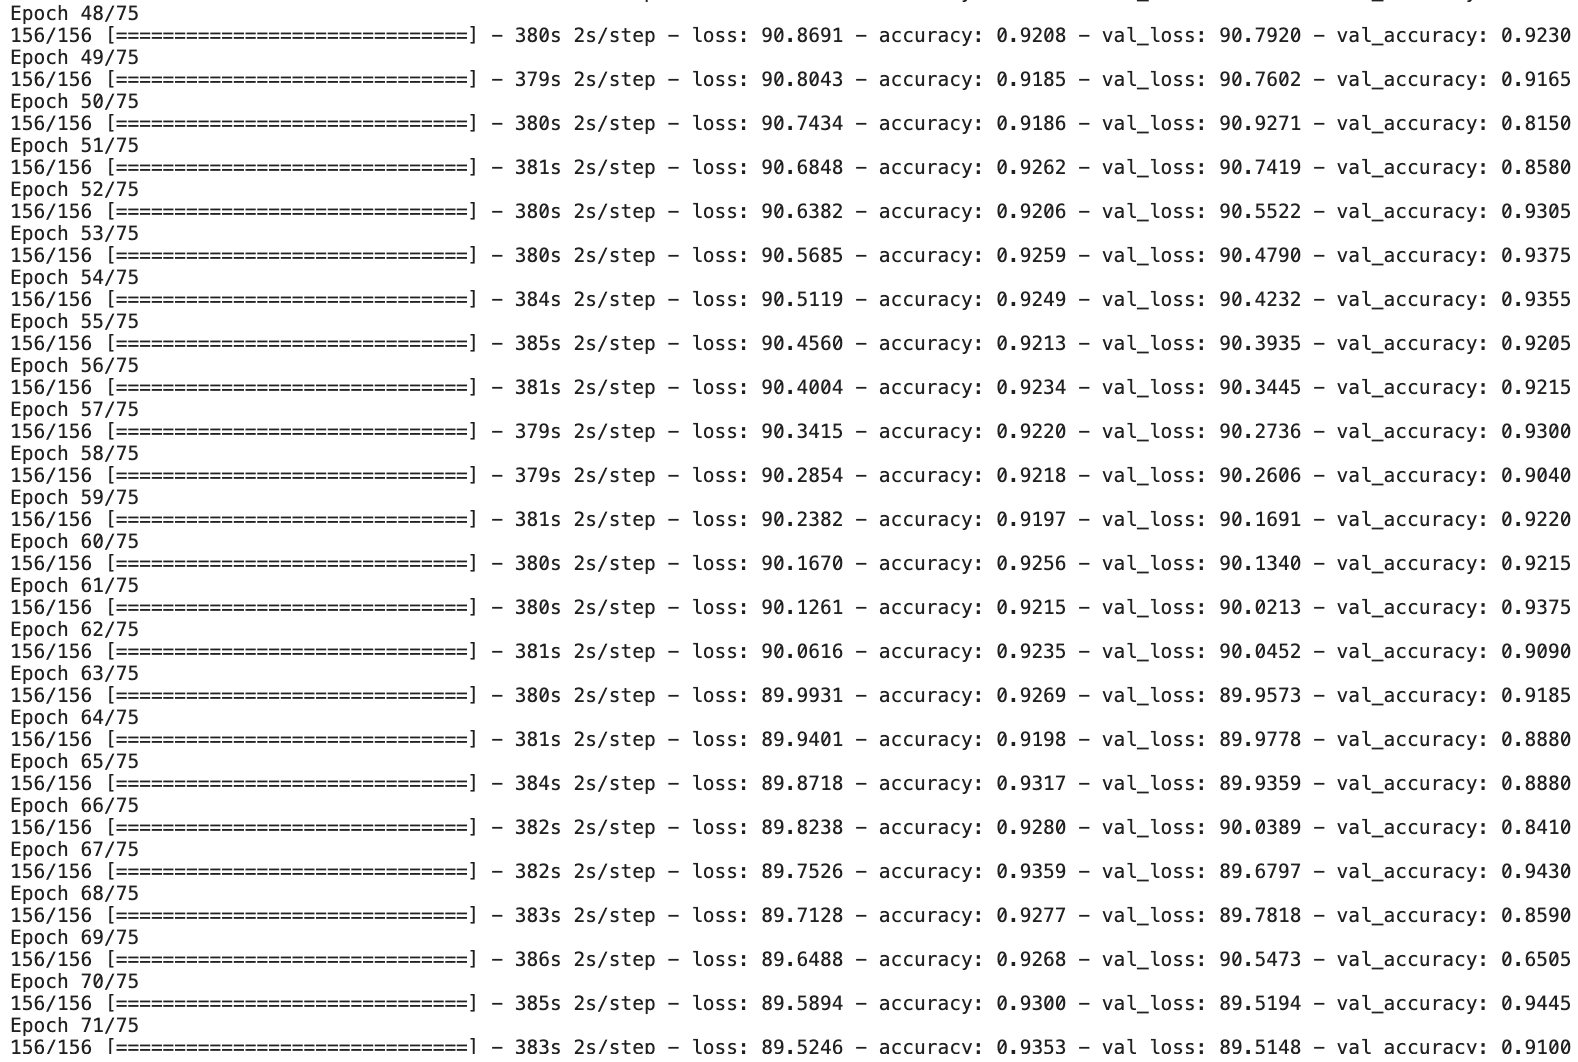 Epoch 48/75
156/156 [==============================] - 380s 2s/step - loss: 90.8691 - accuracy: 0.9208 - val_loss: 90.7920 - val_accuracy: 0.9230
Epoch 49/75
156/156 [==============================] - 379s 2s/step - loss: 90.8043 - accuracy: 0.9185 - val_loss: 90.7602 - val_accuracy: 0.9165
Epoch 50/75
156/156 [==============================] - 380s 2s/step - loss: 90.7434 - accuracy: 0.9186 - val_loss: 90.9271 - val_accuracy: 0.8150
Epoch 51/75
156/156 [==============================] - 381s 2s/step - loss: 90.6848 - accuracy: 0.9262 - val_loss: 90.7419 - val_accuracy: 0.8580
Epoch 52/75
156/156 [==============================] - 380s 2s/step - loss: 90.6382 - accuracy: 0.9206 - val_loss: 90.5522 - val_accuracy: 0.9305
Epoch 53/75
156/156 [==============================] - 380s 2s/step - loss: 90.5685 - accuracy: 0.9259 - val_loss: 90.4790 - val_accuracy: 0.9375
Epoch 54/75
156/156 [==============================] - 384s 2s/step - loss: 90.5119 - accuracy: 0.9249 - val_loss: 90.4232 - val_accuracy: 0.9355
Epoch 55/75
156/156 [==============================] - 385s 2s/step - loss: 90.4560 - accuracy: 0.9213 - val_loss: 90.3935 - val_accuracy: 0.9205
Epoch 56/75
156/156 [==============================] - 381s 2s/step - loss: 90.4004 - accuracy: 0.9234 - val_loss: 90.3445 - val_accuracy: 0.9215
Epoch 57/75
156/156 [==============================] - 379s 2s/step - loss: 90.3415 - accuracy: 0.9220 - val_loss: 90.2736 - val_accuracy: 0.9300
Epoch 58/75
156/156 [==============================] - 379s 2s/step - loss: 90.2854 - accuracy: 0.9218 - val_loss: 90.2606 - val_accuracy: 0.9040
Epoch 59/75
156/156 [==============================] - 381s 2s/step - loss: 90.2382 - accuracy: 0.9197 - val_loss: 90.1691 - val_accuracy: 0.9220
Epoch 60/75
156/156 [==============================] - 380s 2s/step - loss: 90.1670 - accuracy: 0.9256 - val_loss: 90.1340 - val_accuracy: 0.9215
Epoch 61/75
156/156 [==============================] - 380s 2s/step - loss: 90.1261 - accuracy: 0.9215 - val_loss: 90.0213 - val_accuracy: 0.9375
Epoch 62/75
156/156 [==============================] - 381s 2s/step - loss: 90.0616 - accuracy: 0.9235 - val_loss: 90.0452 - val_accuracy: 0.9090
Epoch 63/75
156/156 [==============================] - 380s 2s/step - loss: 89.9931 - accuracy: 0.9269 - val_loss: 89.9573 - val_accuracy: 0.9185
Epoch 64/75
156/156 [==============================] - 381s 2s/step - loss: 89.9401 - accuracy: 0.9198 - val_loss: 89.9778 - val_accuracy: 0.8880
Epoch 65/75
156/156 [==============================] - 384s 2s/step - loss: 89.8718 - accuracy: 0.9317 - val_loss: 89.9359 - val_accuracy: 0.8880
Epoch 66/75
156/156 [==============================] - 382s 2s/step - loss: 89.8238 - accuracy: 0.9280 - val_loss: 90.0389 - val_accuracy: 0.8410
Epoch 67/75
156/156 [==============================] - 382s 2s/step - loss: 89.7526 - accuracy: 0.9359 - val_loss: 89.6797 - val_accuracy: 0.9430
Epoch 68/75
156/156 [==============================] - 383s 2s/step - loss: 89.7128 - accuracy: 0.9277 - val_loss: 89.7818 - val_accuracy: 0.8590
Epoch 69/75
156/156 [==============================] - 386s 2s/step - loss: 89.6488 - accuracy: 0.9268 - val_loss: 90.5473 - val_accuracy: 0.6505
Epoch 70/75
156/156 [==============================] - 385s 2s/step - loss: 89.5894 - accuracy: 0.9300 - val_loss: 89.5194 - val_accuracy: 0.9445
Epoch 71/75
156/156 [==============================] - 383s 2s/step - loss: 89.5246 - accuracy: 0.9353 - val_loss: 89.5148 - val_accuracy: 0.9100